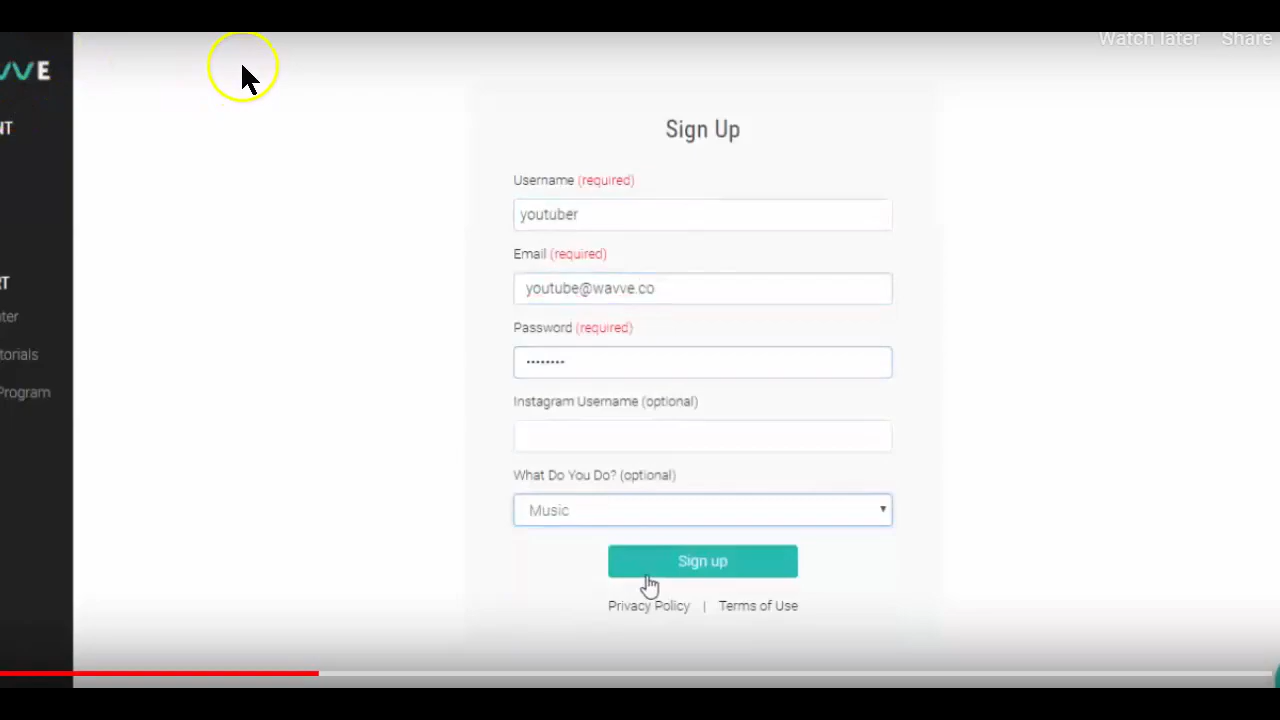 Watch later Share
VVE
NT
Sign Up
Username (required)
youtuber
Email (required)
youtube@wavve.co
Password (required)
••••••••
Instagram Username (optional)
What Do You Do? (optional)
Music
Sign up
Privacy Policy | Terms of Use
RT
ter
torials
Program